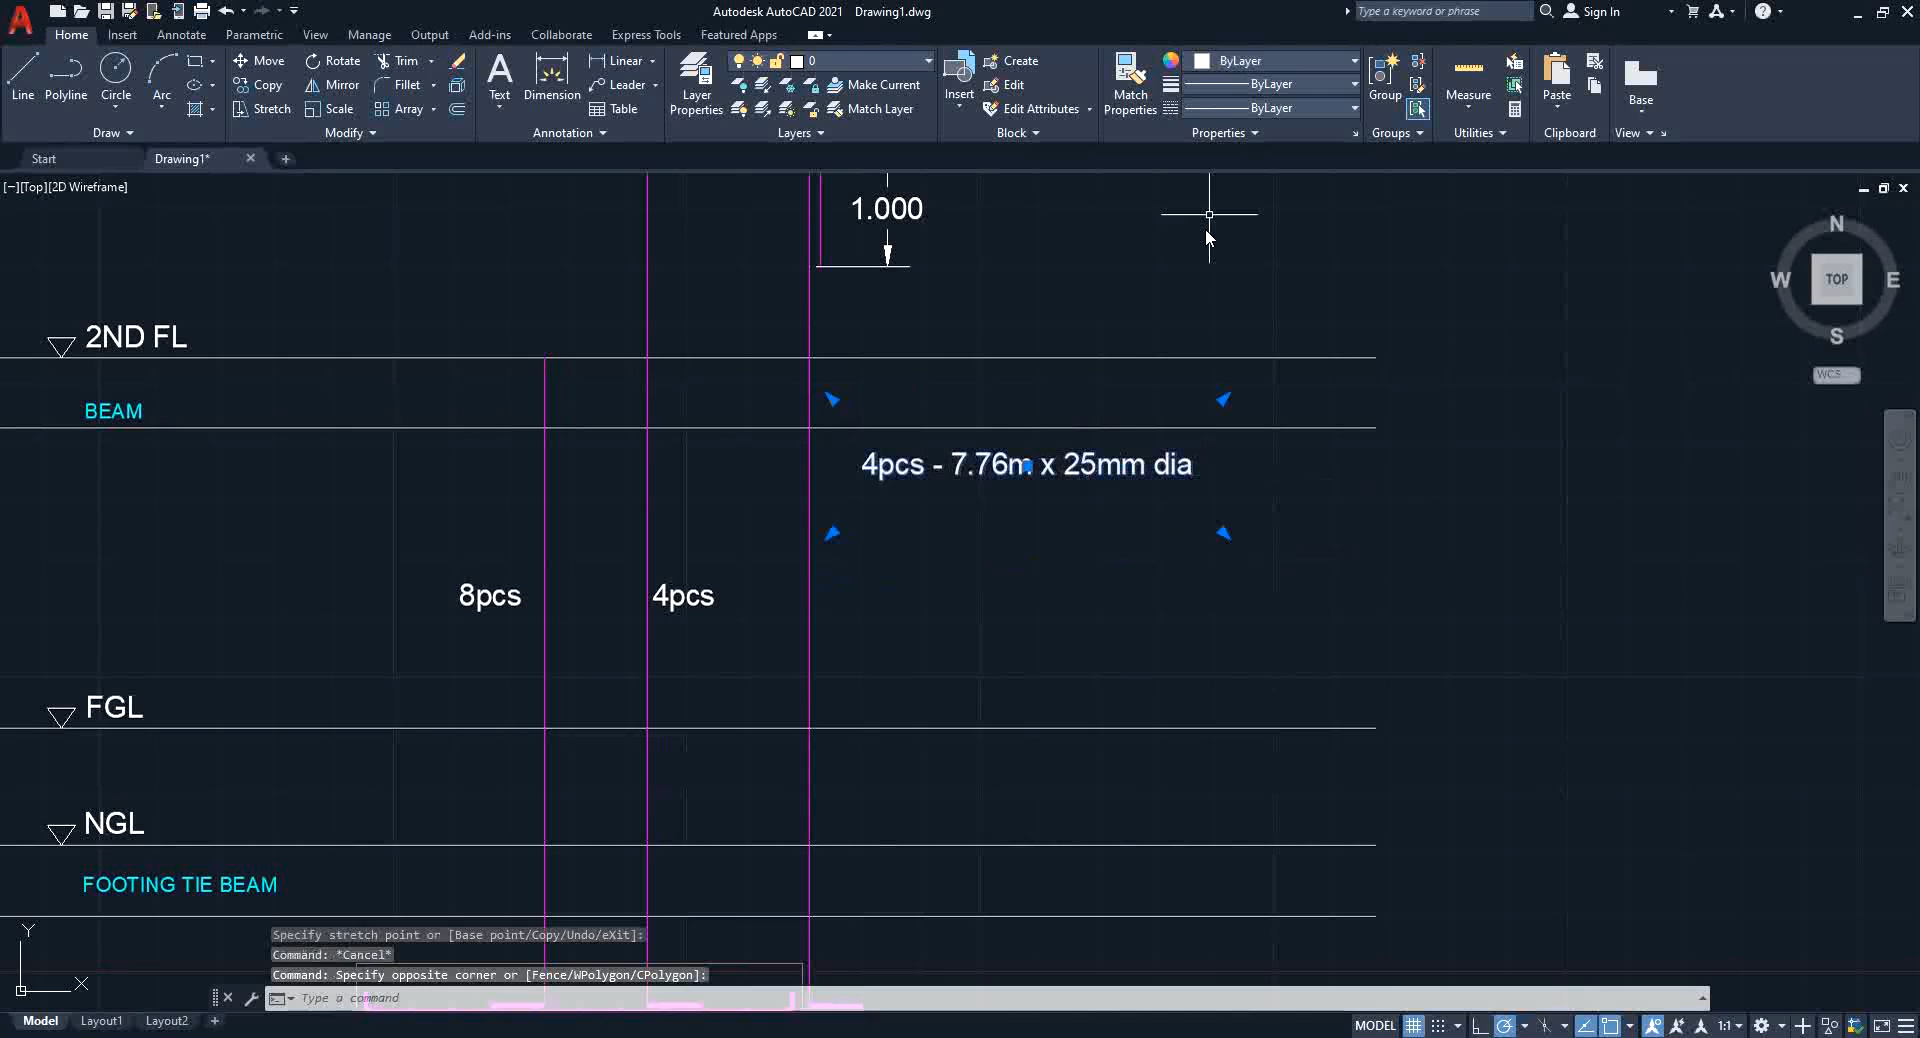 Autodesk AutoCAD 2021 Drawing1.dwg
Type a keyword or phrase
Sign In
Home Insert Annotate Parametric View Manage Output Add-ins Collaborate Express Tools Featured Apps
Line Polyline Circle Arc
Move Rotate Trim
Copy Mirror Fillet
Stretch Scale Array
Text Dimension
Linear
Leader
Table
Layer Properties
0
Make Current
Match Layer
Insert
Create
Edit
Edit Attributes
Match Properties
ByLayer
ByLayer
ByLayer
Group Measure Paste Base
Draw Modify Annotation Layers Block Properties Groups Utilities Clipboard View
Start Drawing1*
[−][Top][2D Wireframe]
1.000
N
W TOP E
S
WCS
2ND FL
BEAM
4pcs - 7.76m x 25mm dia
8pcs 4pcs
FGL
NGL
FOOTING TIE BEAM
Y
X
Specify stretch point or [Base point/Copy/Undo/eXit]:
Command: *Cancel*
Command: Specify opposite corner or [Fence/WPolygon/CPolygon]:
Type a command
Model Layout1 Layout2
MODEL 1:1